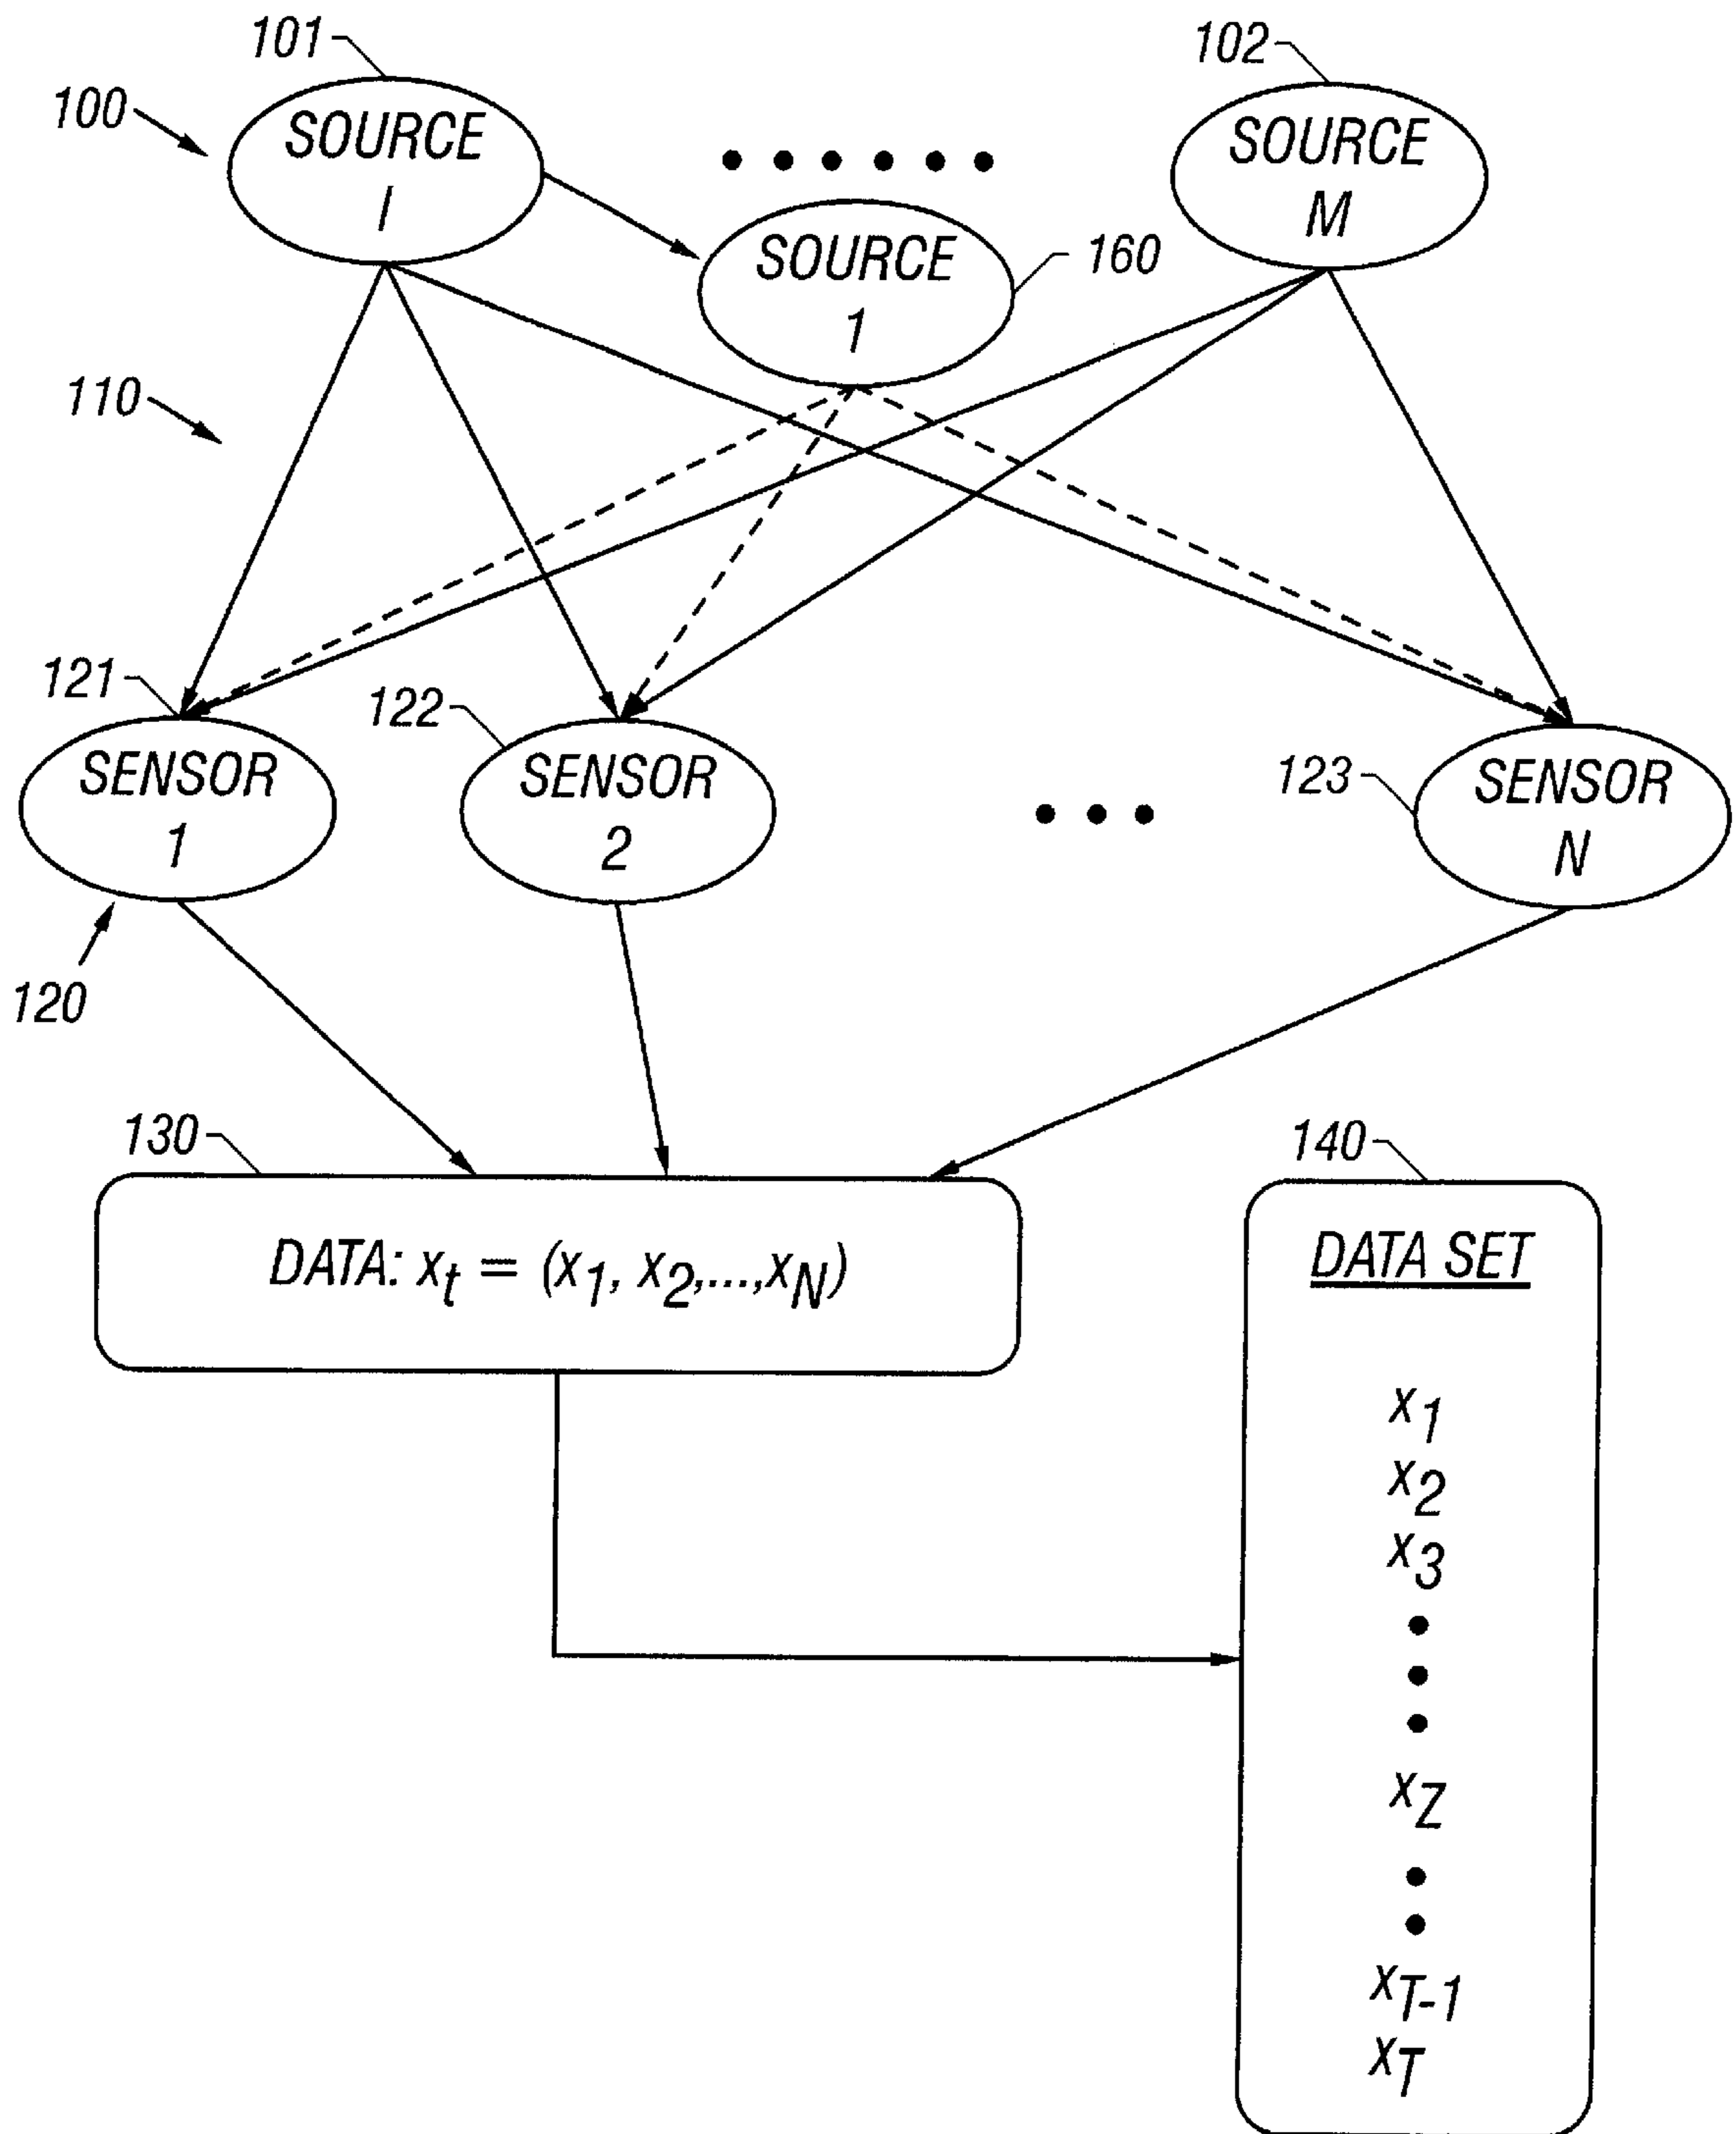 101
102
100
SOURCE
I
SOURCE
M
SOURCE
1
160
110
121
122
123
SENSOR
1
SENSOR
2
SENSOR
N
120
130
140
DATA: x_t = (x_1, x_2,...,x_N)
DATA SET
x_1
x_2
x_3
x_Z
x_T-1
x_T